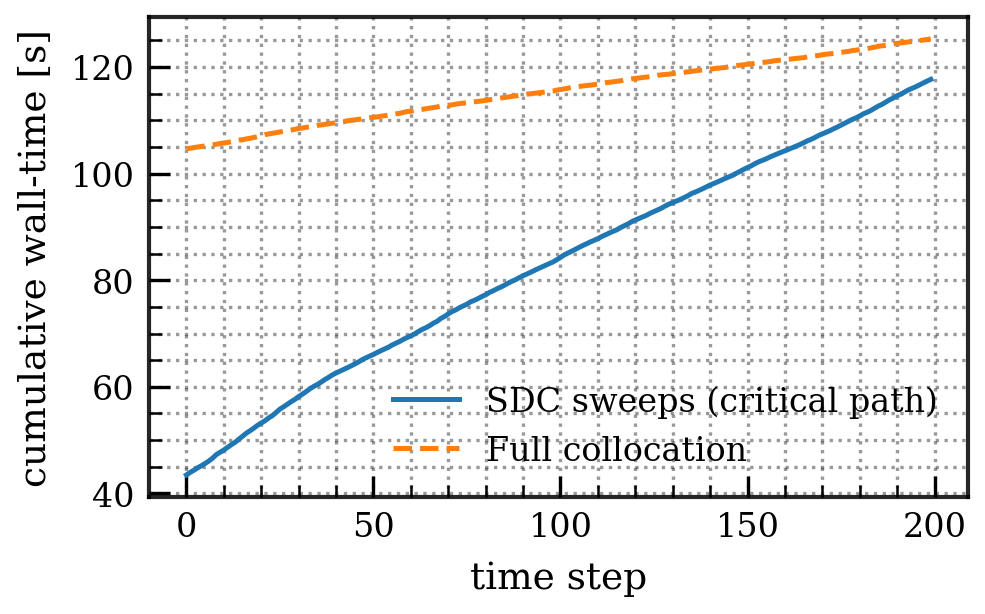 cumulative wall-time [s]
120
100
80
60
40
SDC sweeps (critical path)
Full collocation
0 50 100 150 200
time step